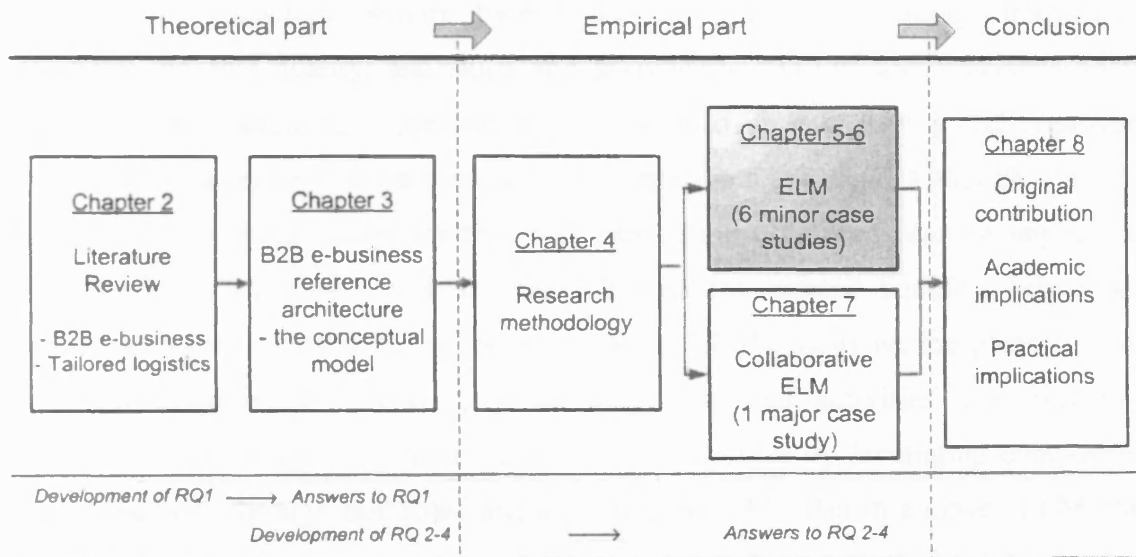 Theoretical part
Empirical part
Conclusion
Chapter 2
Literature
Review
- B2B e-business
- Tailored logistics
Chapter 3
B2B e-business
reference
architecture
- the conceptual
model
Chapter 4
Research
methodology
Chapter 5-6
ELM
(6 minor case
studies)
Chapter 7
Collaborative
ELM
(1 major case
study)
Chapter 8
Original
contribution
Academic
implications
Practical
implications
Development of RQ1 → Answers to RQ1
Development of RQ 2-4 → Answers to RQ 2-4